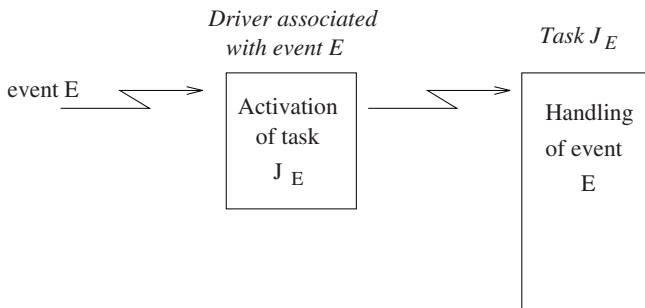 Driver associated
with event E
Task J_E
event E
Activation
of task
J_E
Handling
of event
E